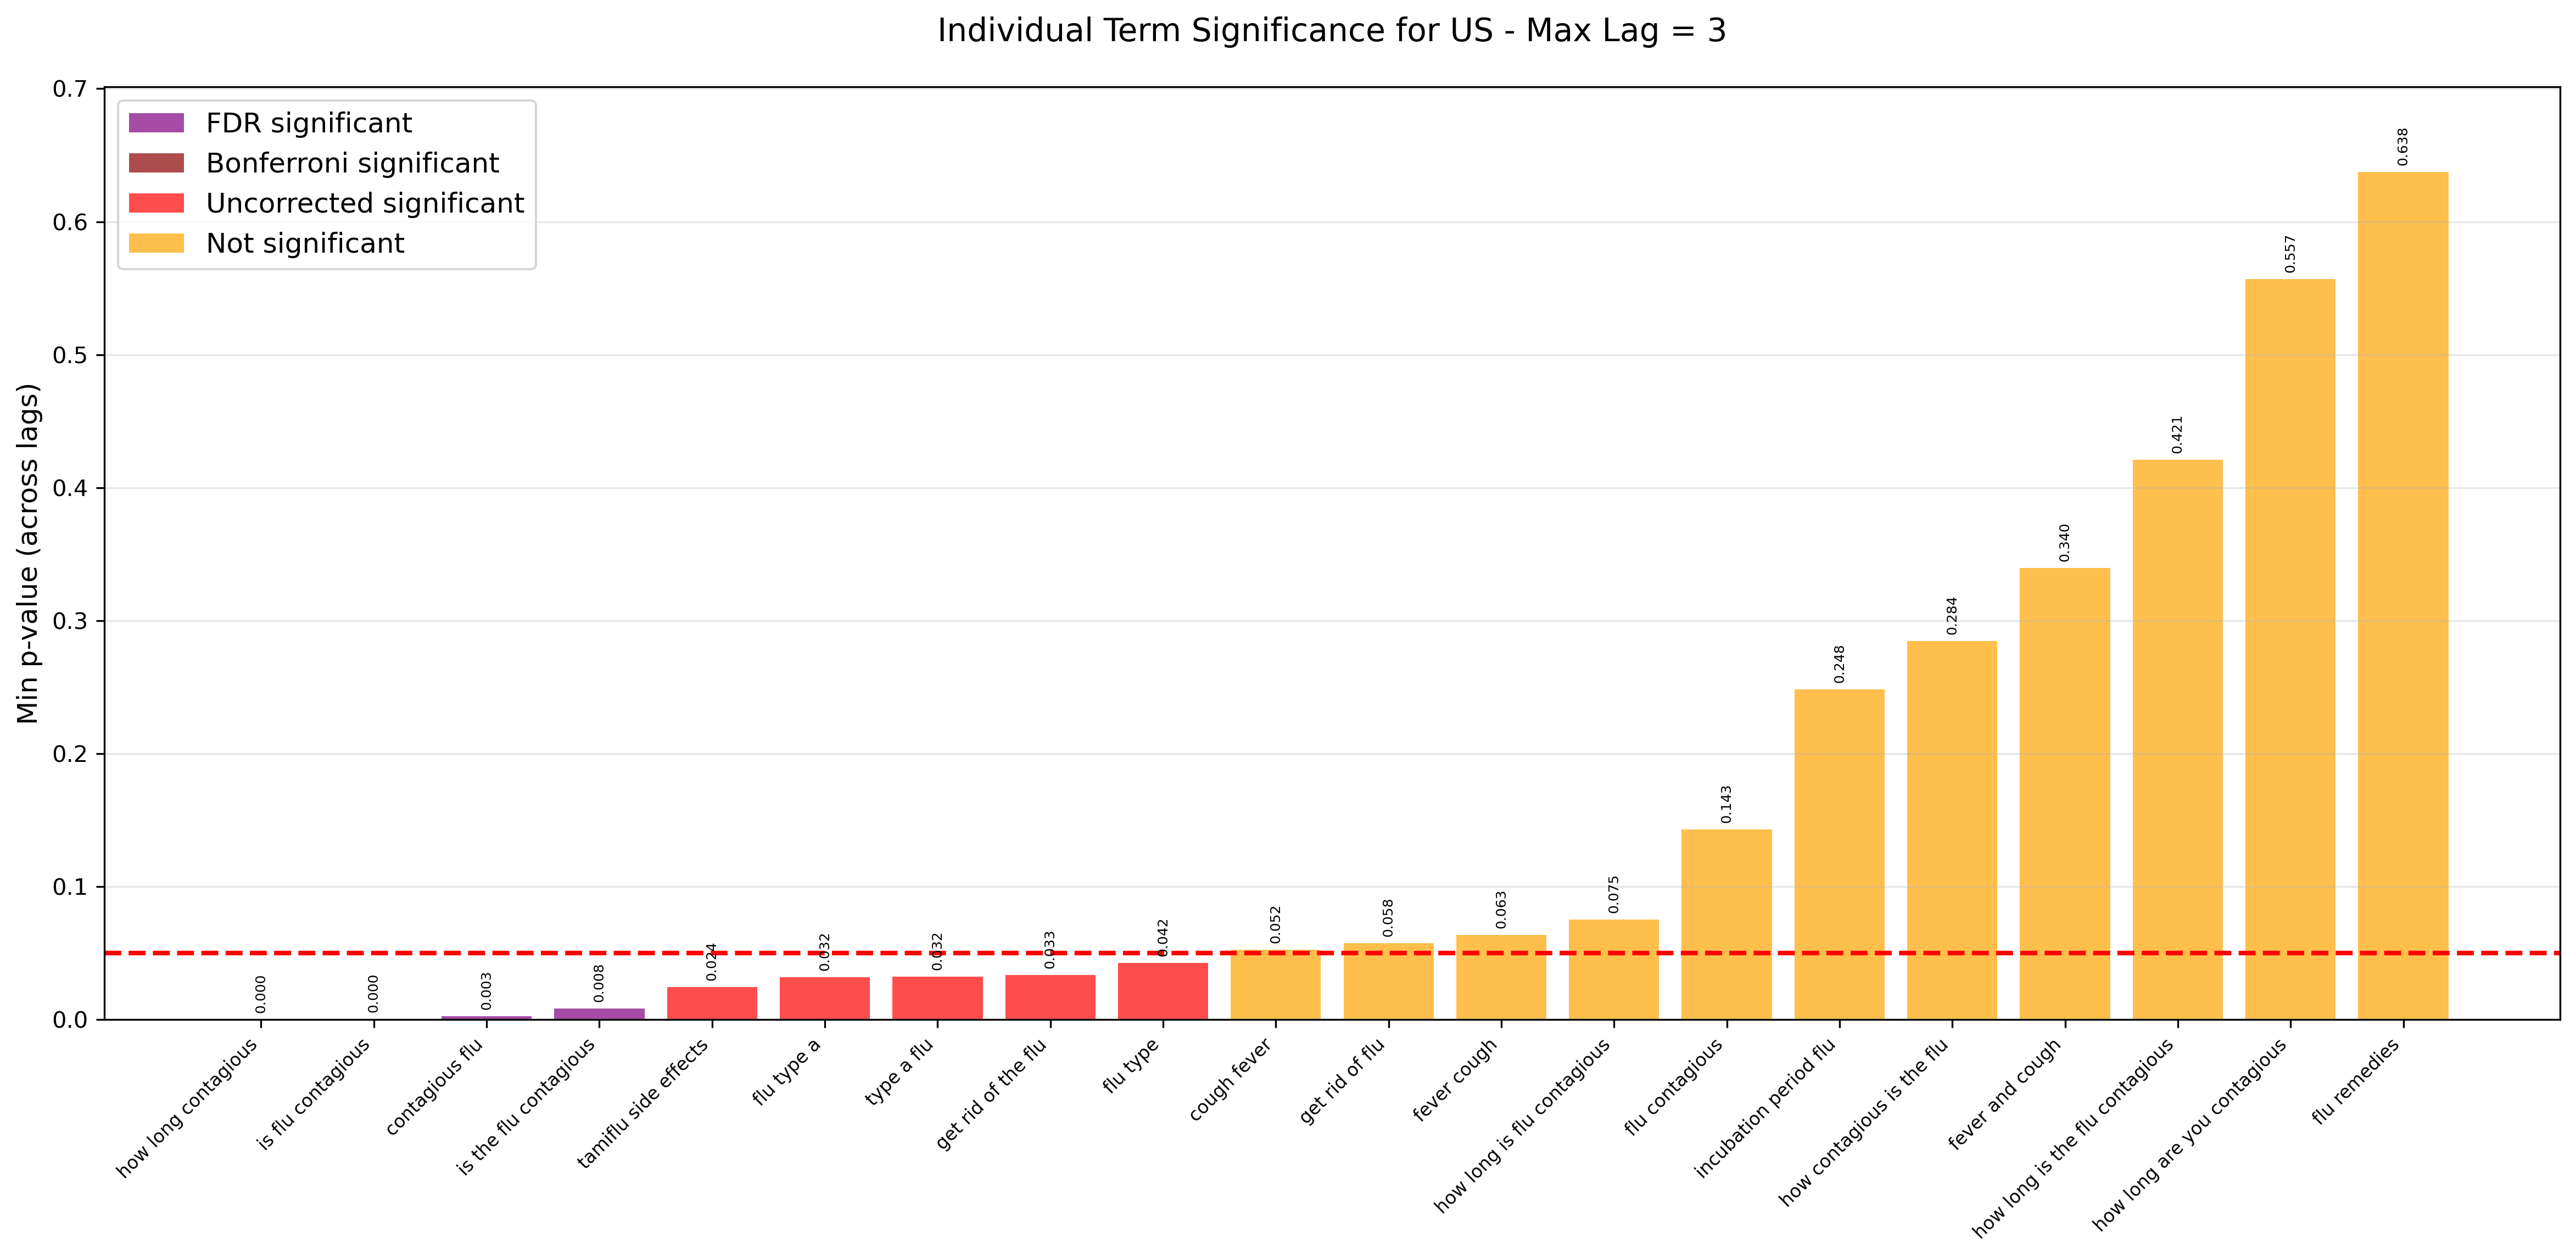 Individual Term Significance for US - Max Lag = 3
Min p-value (across lags)
0.7
0.6
0.5
0.4
0.3
0.2
0.1
0.0
FDR significant
Bonferroni significant
Uncorrected significant
Not significant
0.000
0.000
0.003
0.008
0.024
0.032
0.032
0.033
0.042
0.052
0.058
0.063
0.075
0.143
0.248
0.284
0.340
0.421
0.557
0.638
how long contagious
is flu contagious
contagious flu
is the flu contagious
tamiflu side effects
flu type a
type a flu
get rid of the flu
flu type
cough fever
get rid of flu
fever cough
how long is flu contagious
flu contagious
incubation period flu
how contagious is the flu
fever and cough
how long is the flu contagious
how long are you contagious
flu remedies